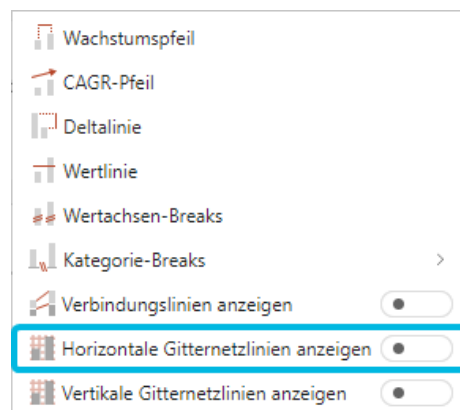 Wachstumspfeil
CAGR-Pfeil
Deltalinie
Wertlinie
Wertachsen-Breaks
Kategorie-Breaks
Verbindungslinien anzeigen
Horizontale Gitternetzlinien anzeigen
Vertikale Gitternetzlinien anzeigen